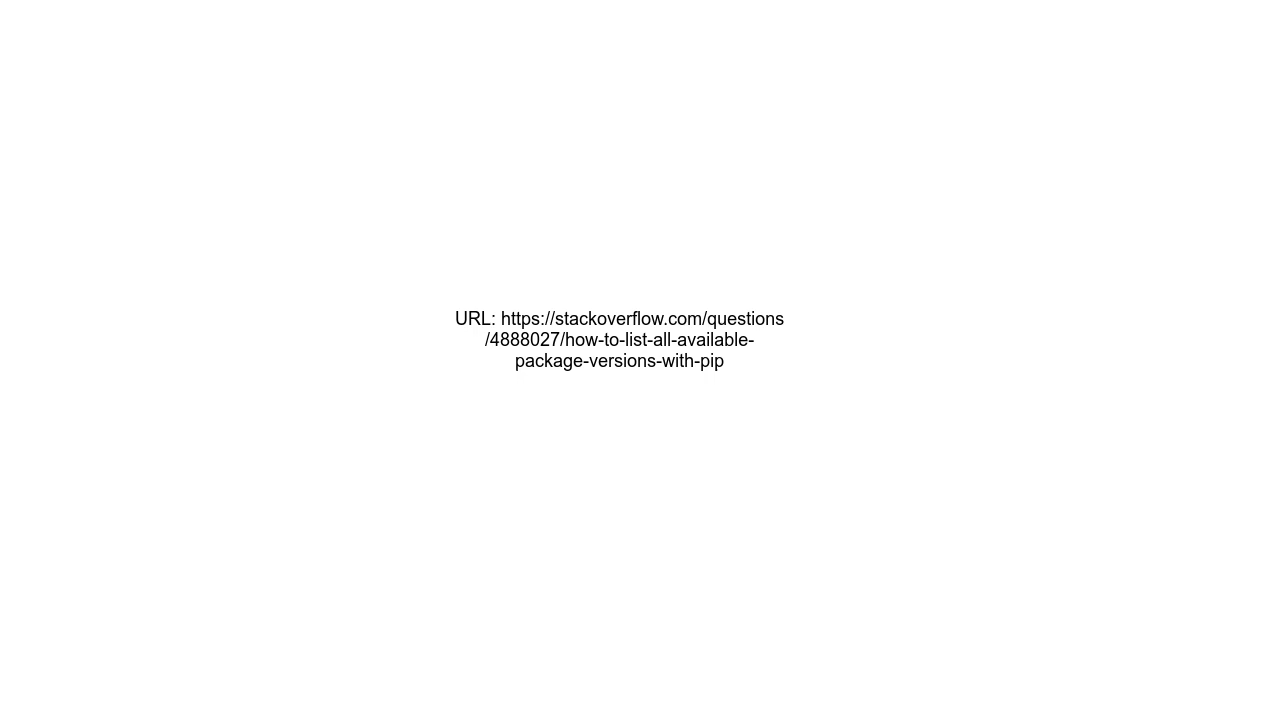 URL: https://stackoverflow.com/questions
/4888027/how-to-list-all-available-
package-versions-with-pip